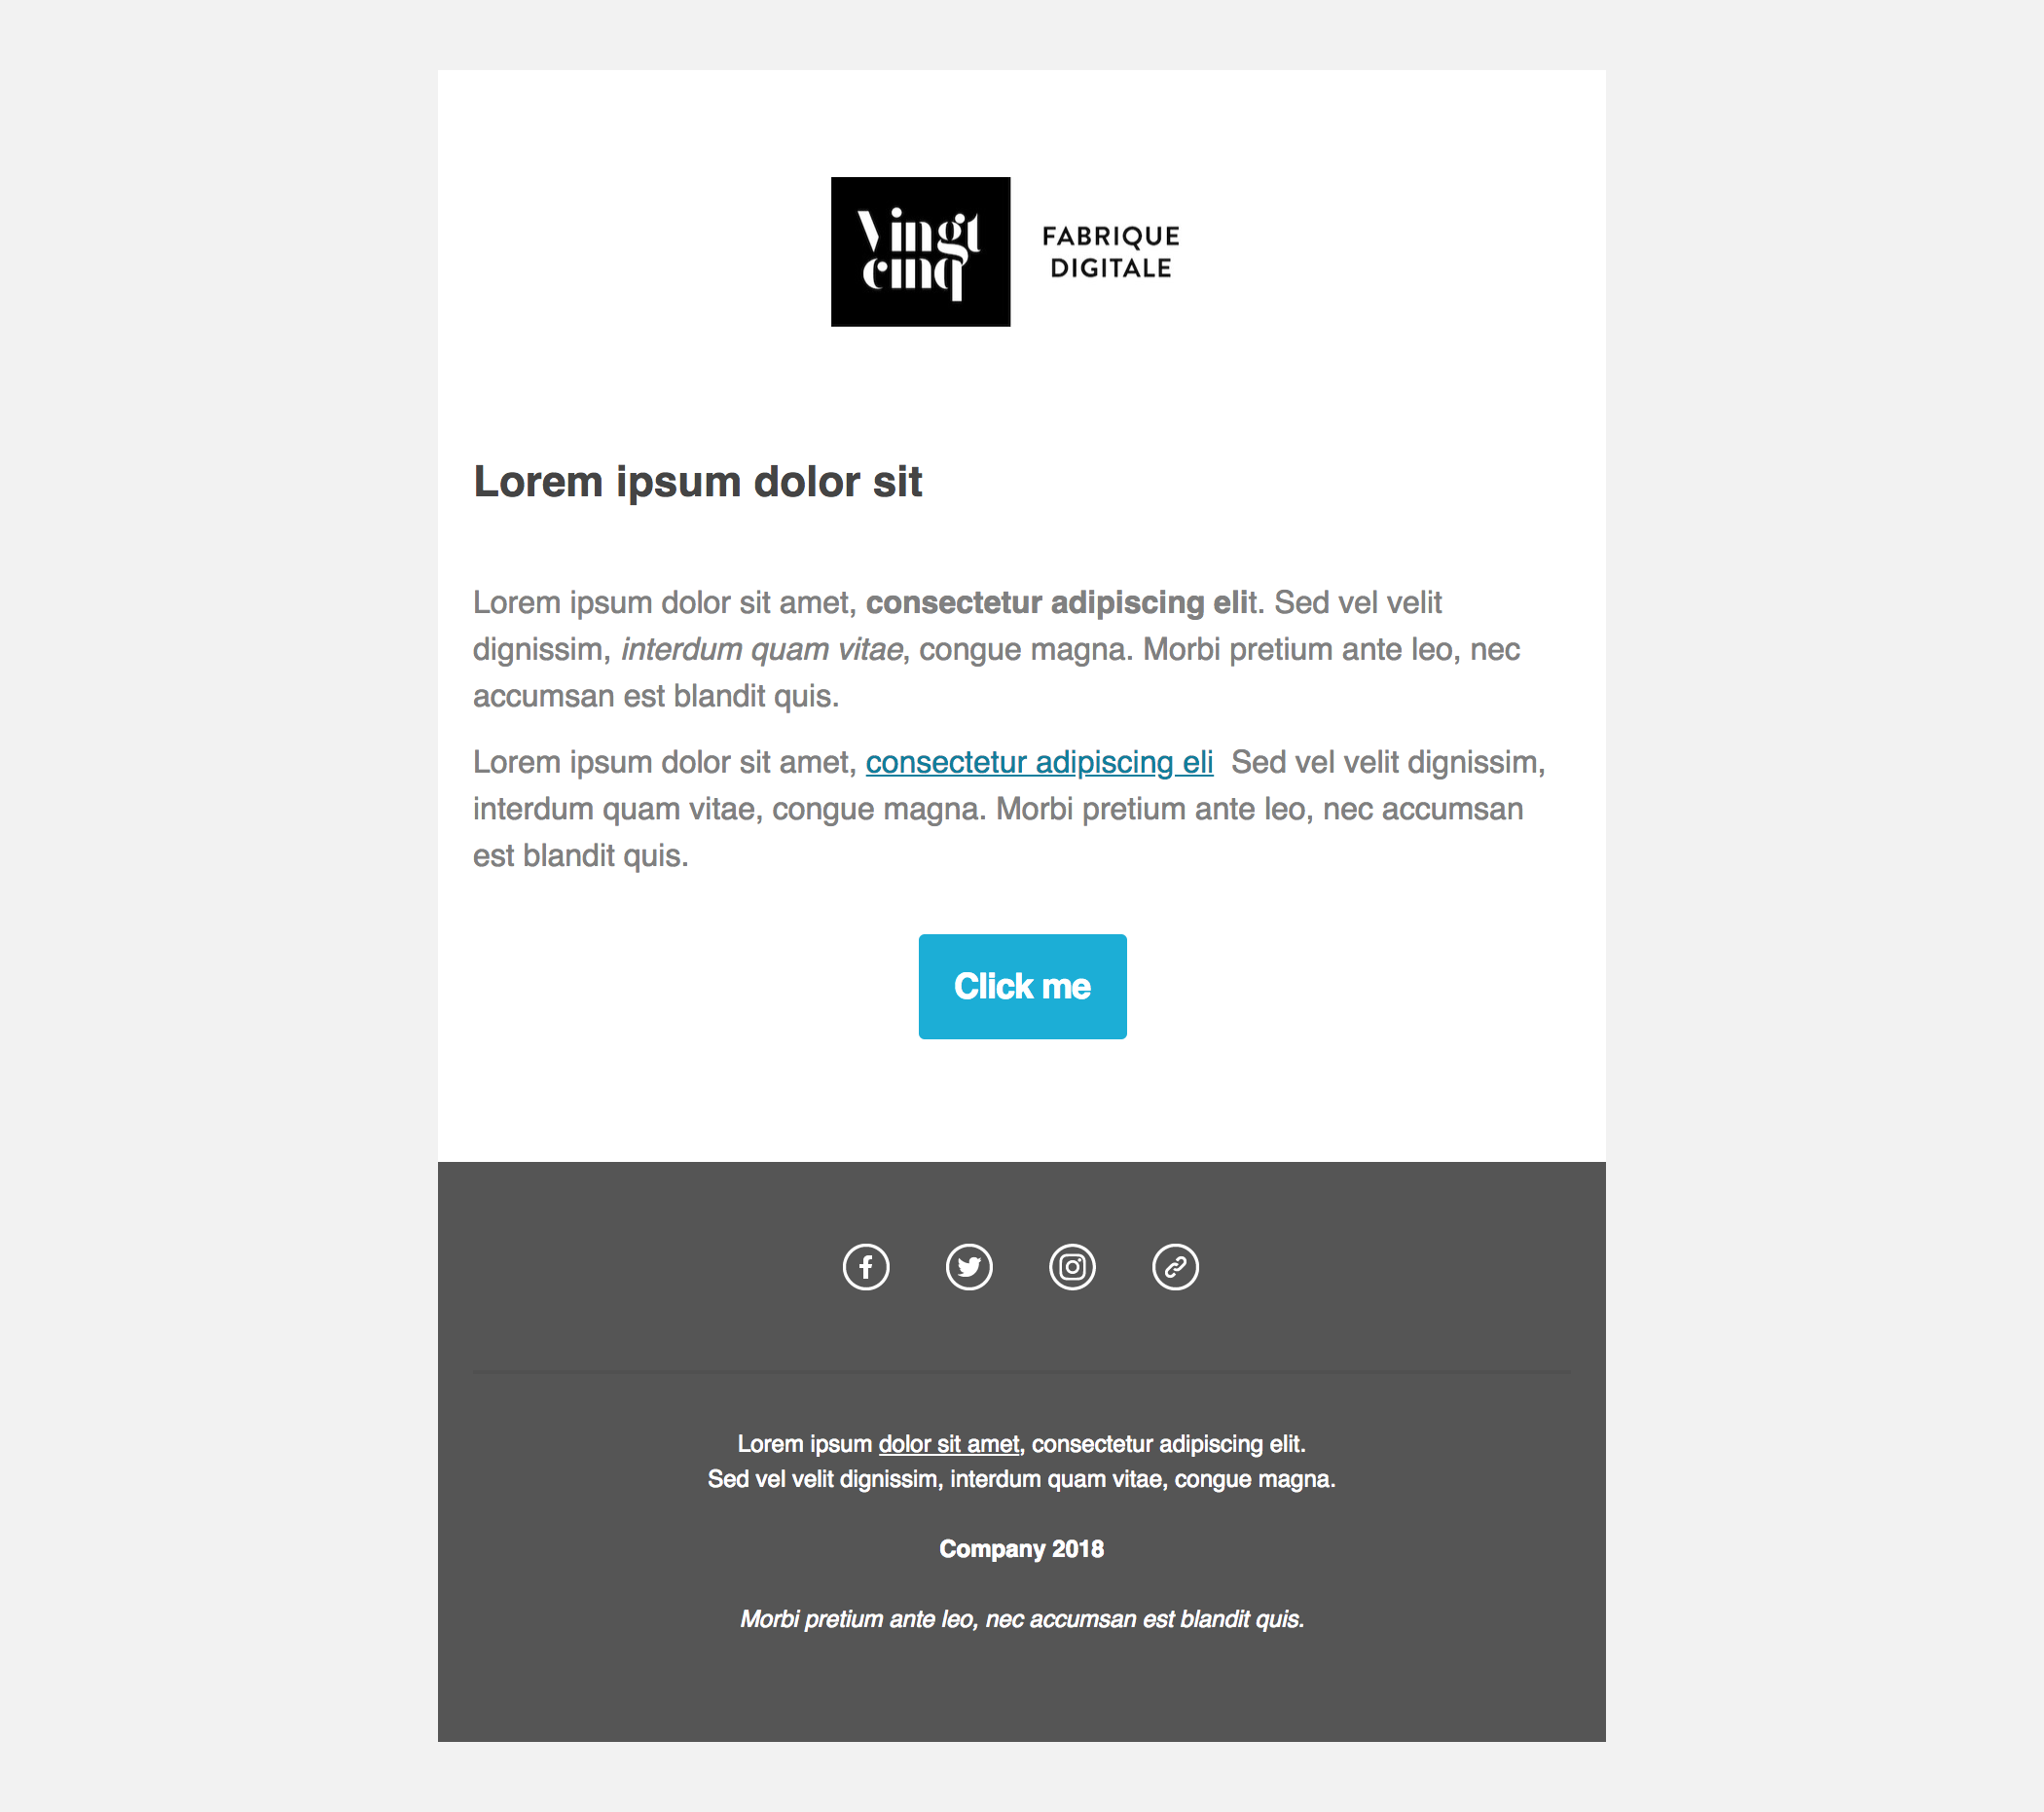 Vingt
cinq
FABRIQUE
DIGITALE
Lorem ipsum dolor sit
Lorem ipsum dolor sit amet, consectetur adipiscing elit. Sed vel velit
dignissim, interdum quam vitae, congue magna. Morbi pretium ante leo, nec
accumsan est blandit quis.
Lorem ipsum dolor sit amet, consectetur adipiscing eli  Sed vel velit dignissim,
interdum quam vitae, congue magna. Morbi pretium ante leo, nec accumsan
est blandit quis.
Click me
Lorem ipsum dolor sit amet, consectetur adipiscing elit.
Sed vel velit dignissim, interdum quam vitae, congue magna.
Company 2018
Morbi pretium ante leo, nec accumsan est blandit quis.